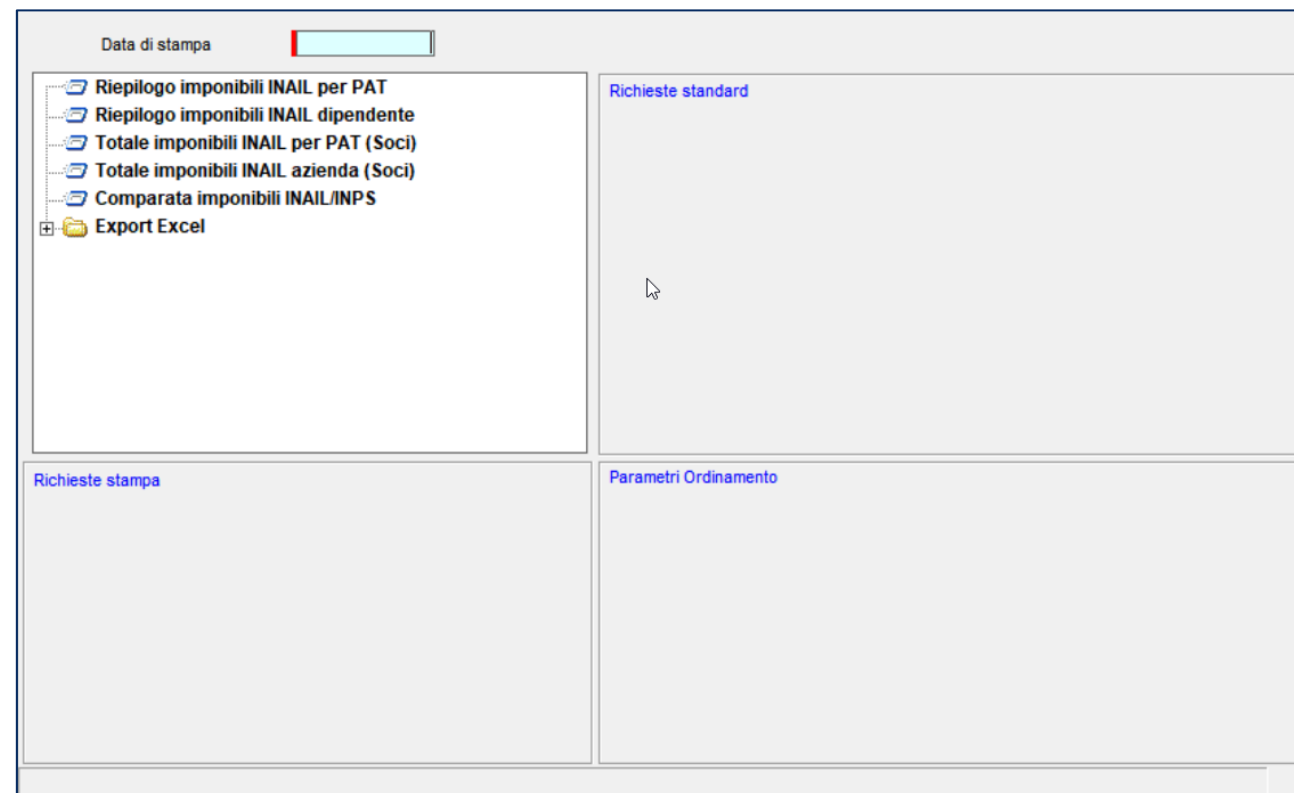 Data di stampa
Riepilogo imponibili INAIL per PAT
Riepilogo imponibili INAIL dipendente
Totale imponibili INAIL per PAT (Soci)
Totale imponibili INAIL azienda (Soci)
Comparata imponibili INAIL/INPS
Export Excel
Richieste standard
Richieste stampa
Parametri Ordinamento